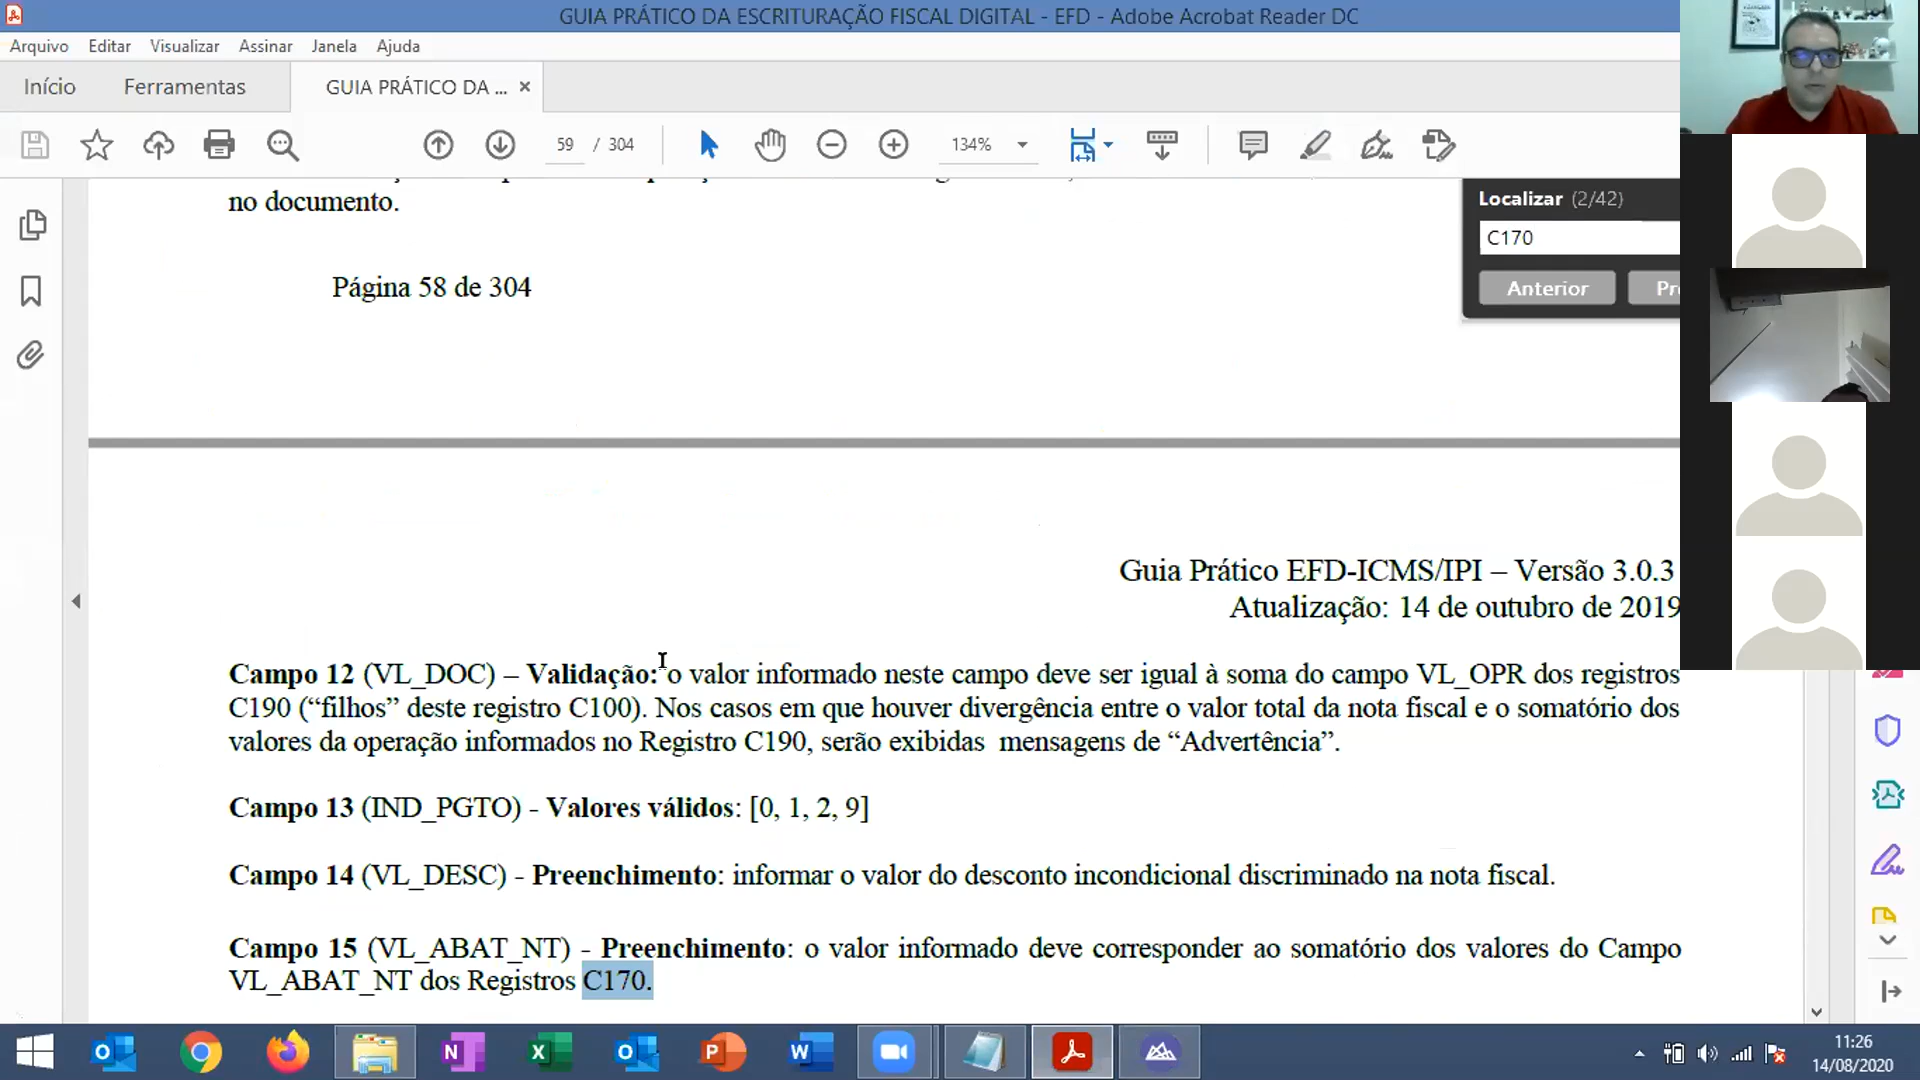 GUIA PRÁTICO DA ESCRITURAÇÃO FISCAL DIGITAL - EFD - Adobe Acrobat Reader DC
Arquivo Editar Visualizar Assinar Janela Ajuda
Início Ferramentas GUIA PRÁTICO DA ... ×
59 / 304 134%
no documento.
Página 58 de 304
Localizar (2/42)
C170
Anterior Pr
Guia Prático EFD-ICMS/IPI – Versão 3.0.3
Atualização: 14 de outubro de 2019
Campo 12 (VL_DOC) – Validação: o valor informado neste campo deve ser igual à soma do campo VL_OPR dos registros
C190 (“filhos” deste registro C100). Nos casos em que houver divergência entre o valor total da nota fiscal e o somatório dos
valores da operação informados no Registro C190, serão exibidas mensagens de “Advertência”.
Campo 13 (IND_PGTO) - Valores válidos: [0, 1, 2, 9]
Campo 14 (VL_DESC) - Preenchimento: informar o valor do desconto incondicional discriminado na nota fiscal.
Campo 15 (VL_ABAT_NT) - Preenchimento: o valor informado deve corresponder ao somatório dos valores do Campo
VL_ABAT_NT dos Registros C170.
11:26
14/08/2020